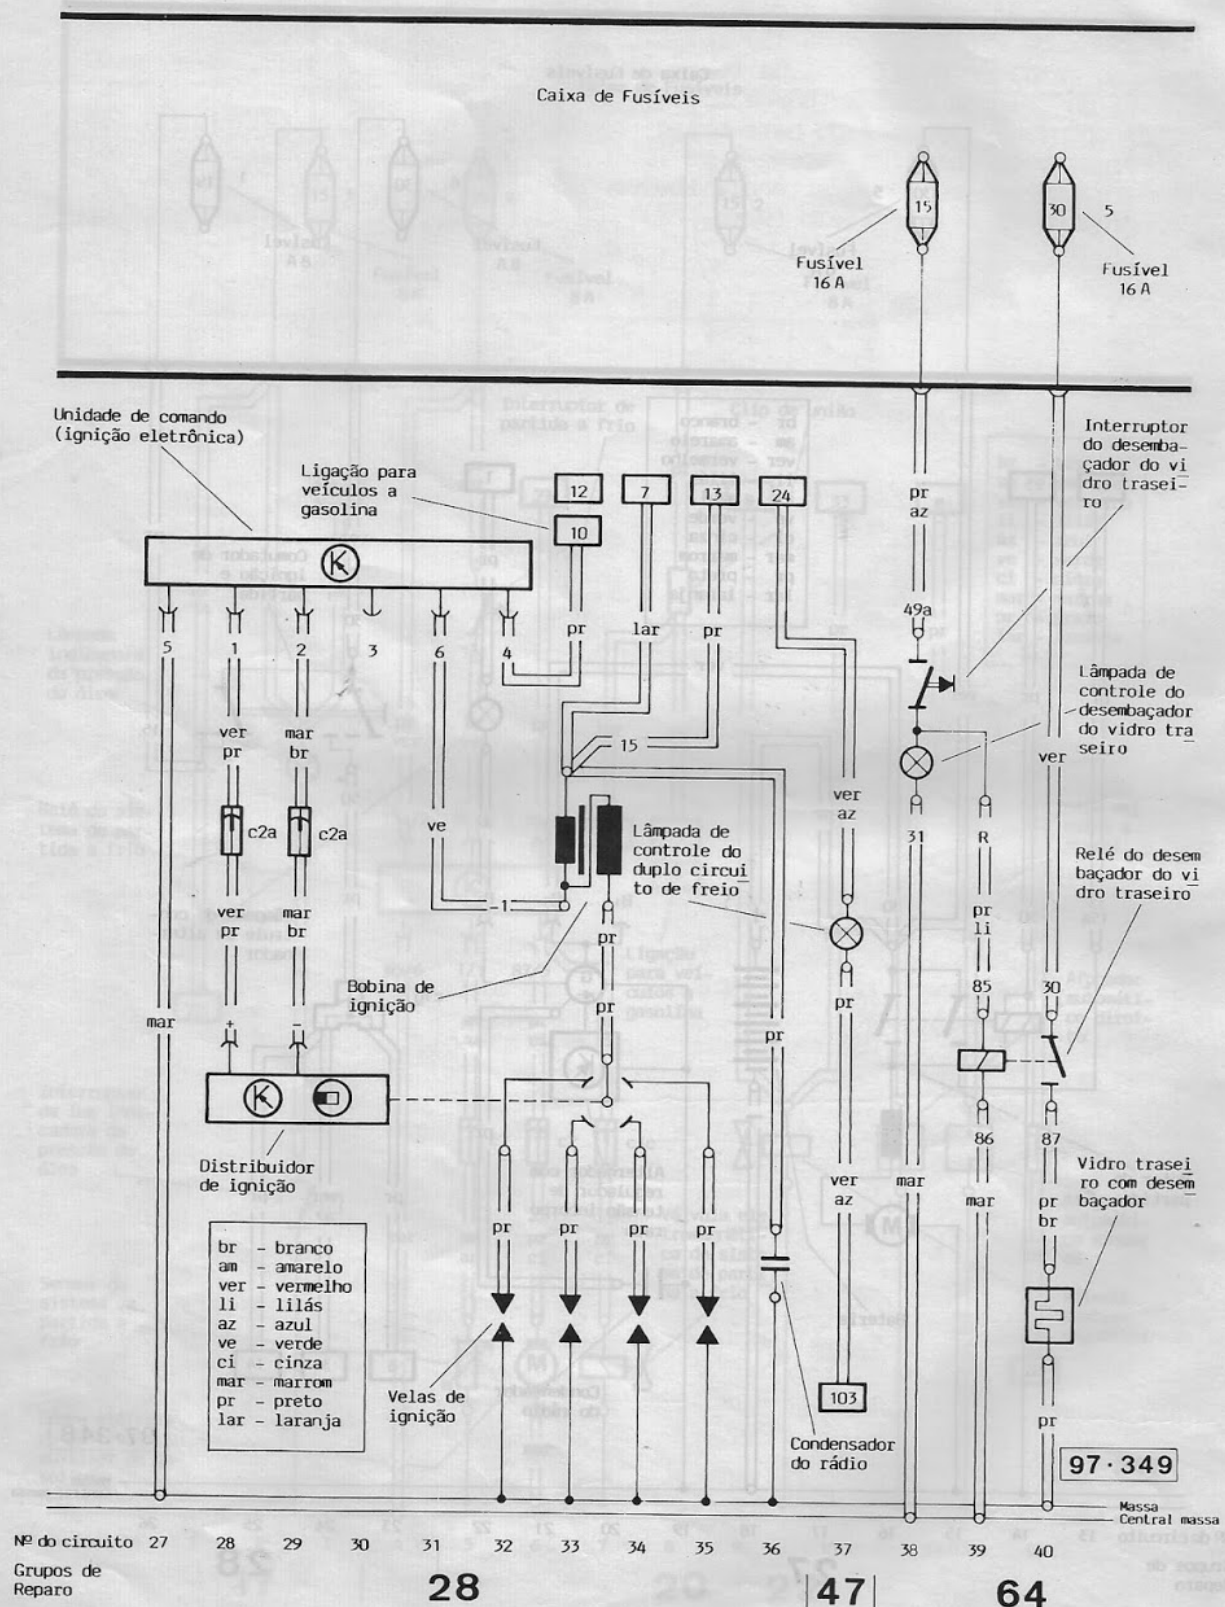 Caixa de Fusíveis
15
30
5
Fusível
16 A
Fusível
16 A
Unidade de comando
(ignição eletrônica)
Ligação para
veículos a
gasolina
12
7
13
24
10
pr
az
Interruptor
do desemba-
çador do vi
dro trasei-
ro
5
1
2
3
6
4
pr
lar
pr
49a
ver
pr
mar
br
15
Lâmpada de
controle do
desembaçador
do vidro tra
seiro
ver
c2a
c2a
ve
Lâmpada de
controle do
duplo circui
to de freio
ver
az
31
R
Relé do desem
baçador do vi
dro traseiro
ver
pr
mar
br
-1
pr
pr
li
Bobina de
ignição
pr
pr
pr
85
30
mar
+
-
Distribuidor
de ignição
86
87
Vidro trasei
ro com desem
baçador
ver
az
mar
mar
pr
br
pr
pr
pr
pr
br - branco
am - amarelo
ver - vermelho
li - lilás
az - azul
ve - verde
ci - cinza
mar - marrom
pr - preto
lar - laranja
Velas de
ignição
103
Condensador
do rádio
pr
97·349
Massa
Central massa
Nº do circuito 27 28 29 30 31 32 33 34 35 36 37 38 39 40
Grupos de
Reparo
28
47
64